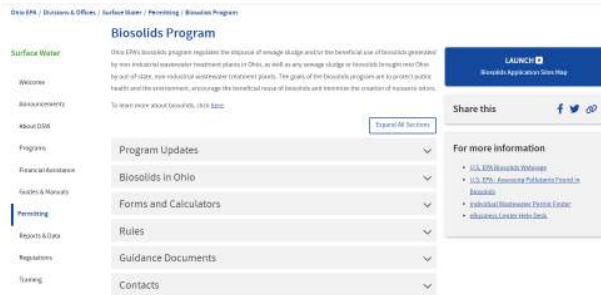 Ohio EPA / Divisions & Offices / Surface Water / Permitting / Biosolids Program
Biosolids Program
Surface Water
Welcome
Announcements
About DSW
Programs
Financial Assistance
Guides & Manuals
Permitting
Reports & Data
Regulations
Training
Ohio EPA's biosolids program regulates the disposal of sewage sludge and/or the beneficial use of biosolids generated
by non-industrial wastewater treatment plants in Ohio, as well as any sewage sludge or biosolids brought into Ohio
by out-of-state, non-industrial wastewater treatment plants. The goals of the biosolids program are to protect public
health and the environment, encourage the beneficial reuse of biosolids and minimize the creation of nuisance odors.
To learn more about biosolids, click here.
Expand All Sections
Program Updates
Biosolids in Ohio
Forms and Calculators
Rules
Guidance Documents
Contacts
LAUNCH
Biosolids Application Sites Map
Share this
For more information
U.S. EPA Biosolids Webpage
U.S. EPA - Assessing Pollutants Found in
Biosolids
Individual Wastewater Permit Finder
eBusiness Center Help Desk